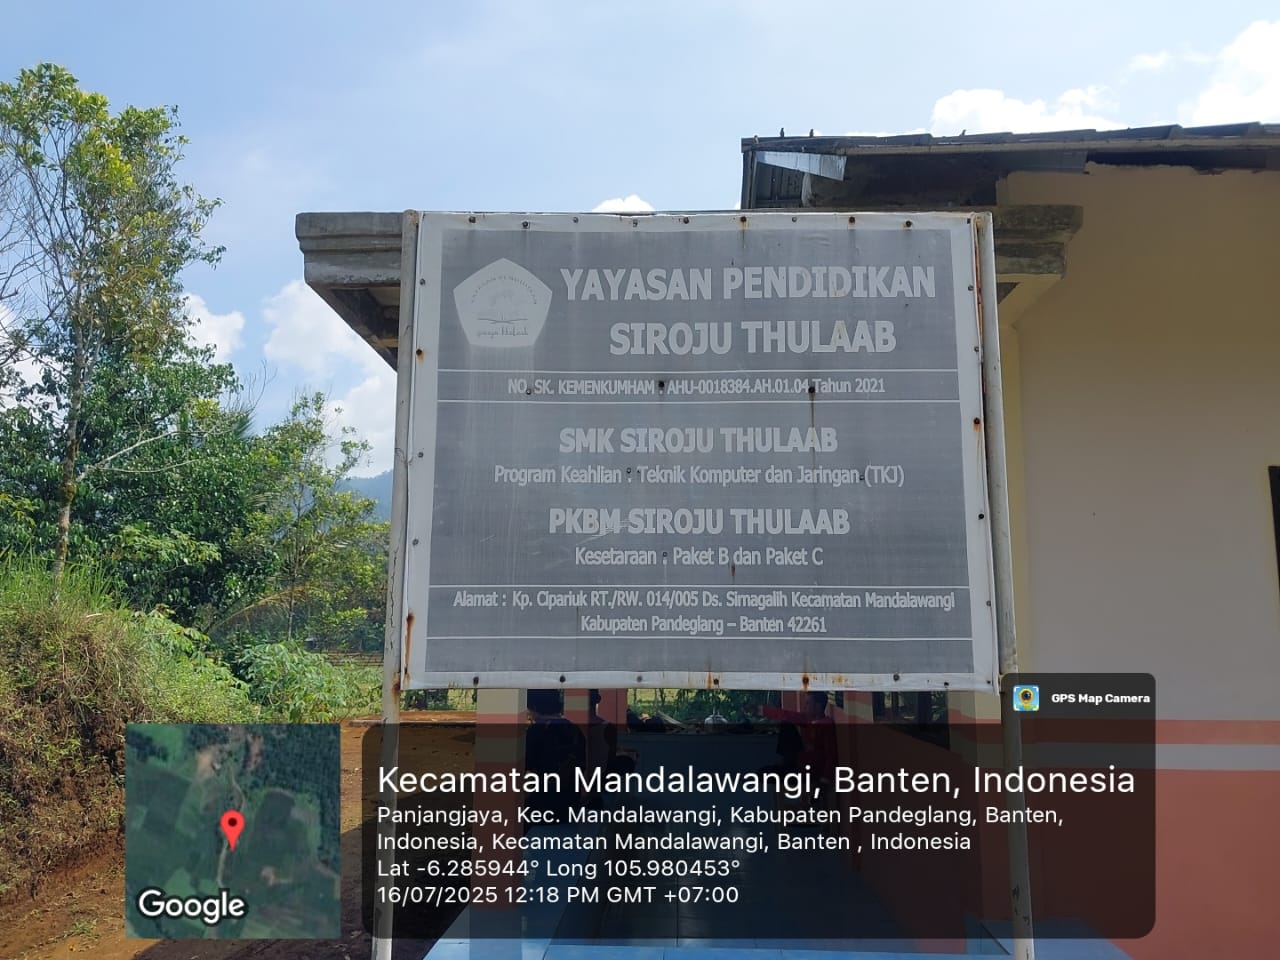 YAYASAN PENDIDIKAN
SIROJU THULAAB
NO. SK. KEMENKUMHAM : AHU-0018384.AH.01.04 Tahun 2021
SMK SIROJU THULAAB
Program Keahlian : Teknik Komputer dan Jaringan (TKJ)
PKBM SIROJU THULAAB
Kesetaraan : Paket B dan Paket C
Alamat : Kp. Cipariuk RT./RW. 014/005 Ds. Sirnagalih Kecamatan Mandalawangi
Kabupaten Pandeglang – Banten 42261
GPS Map Camera
Kecamatan Mandalawangi, Banten, Indonesia
Panjangjaya, Kec. Mandalawangi, Kabupaten Pandeglang, Banten,
Indonesia, Kecamatan Mandalawangi, Banten , Indonesia
Lat -6.285944° Long 105.980453°
16/07/2025 12:18 PM GMT +07:00
Google